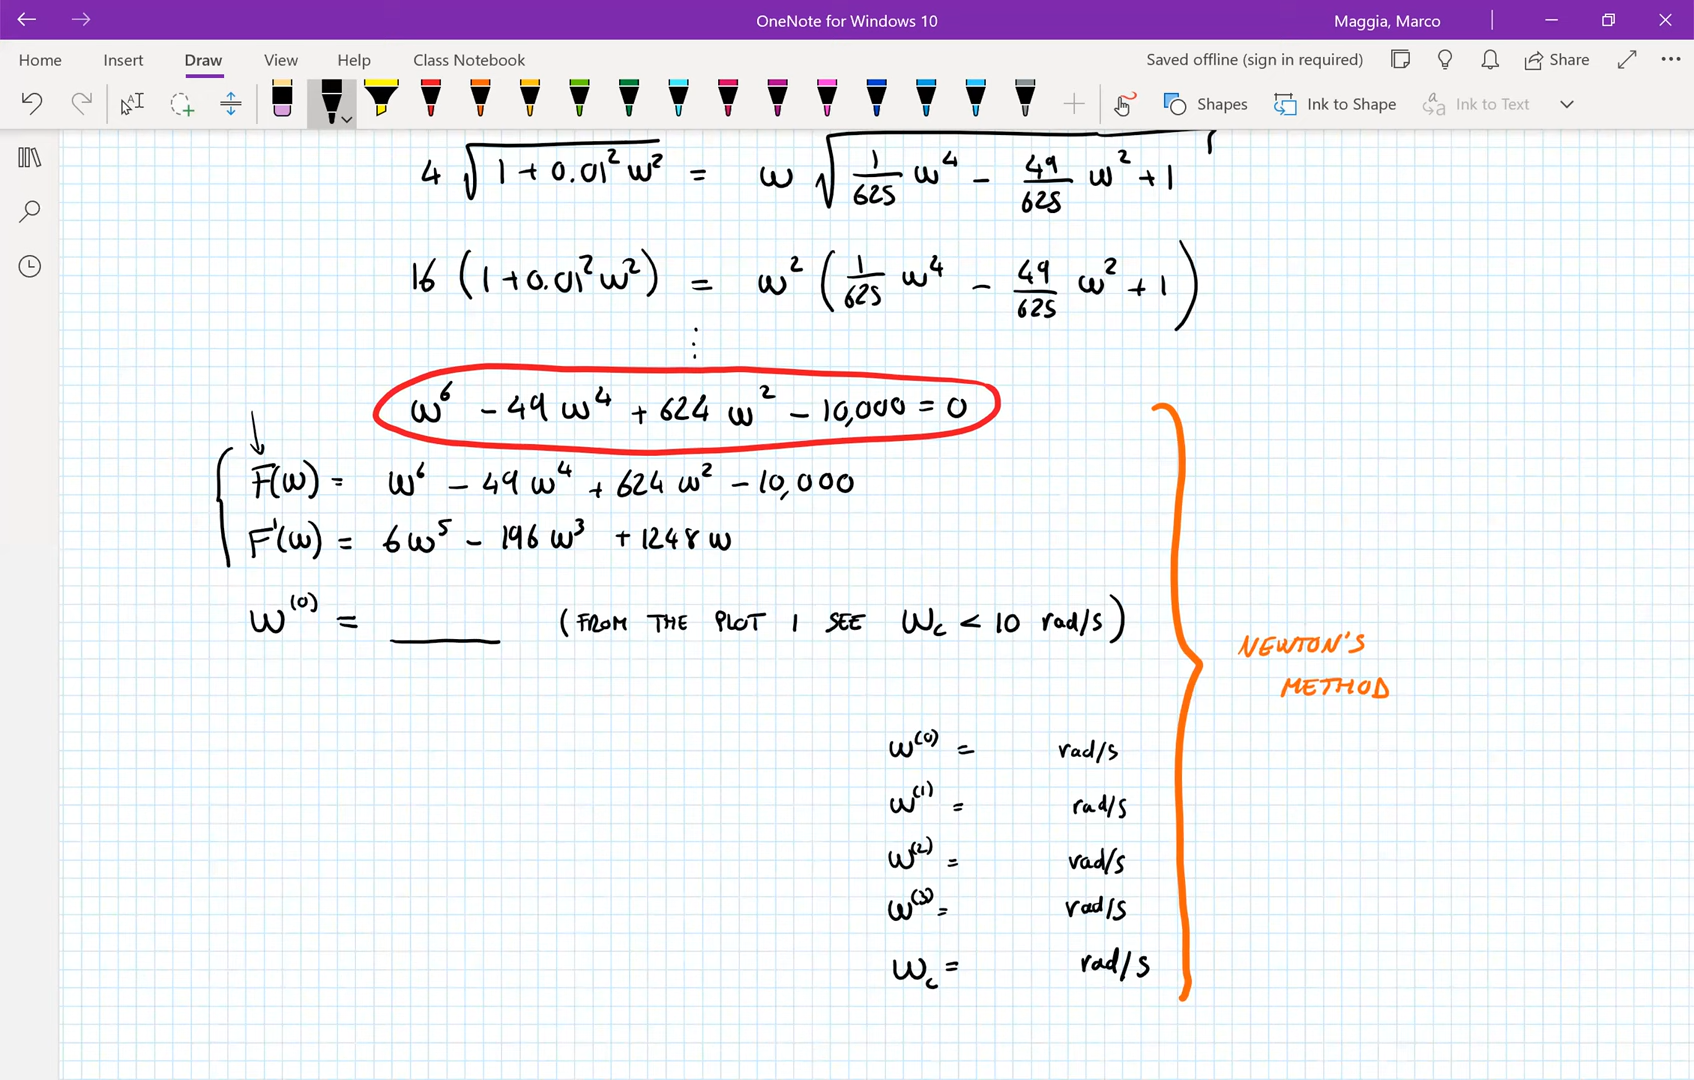 OneNote for Windows 10
Maggia, Marco
Home Insert Draw View Help Class Notebook
Saved offline (sign in required) Share
Shapes Ink to Shape Ink to Text
4 √(1 + 0.01² ω²) = ω √(1/625 ω⁴ - 49/625 ω² + 1)
16 (1 + 0.01² ω²) = ω² (1/625 ω⁴ - 49/625 ω² + 1)
⋮
ω⁶ - 49 ω⁴ + 624 ω² - 10,000 = 0
F(ω) = ω⁶ - 49 ω⁴ + 624 ω² - 10,000
F'(ω) = 6ω⁵ - 196 ω³ + 1248 ω
ω⁽⁰⁾ = ____ (FROM THE PLOT I SEE ω_c < 10 rad/s)
NEWTON'S
METHOD
ω⁽⁰⁾ = rad/s
ω⁽¹⁾ = rad/s
ω⁽²⁾ = rad/s
ω⁽³⁾ = rad/s
ω_c = rad/s